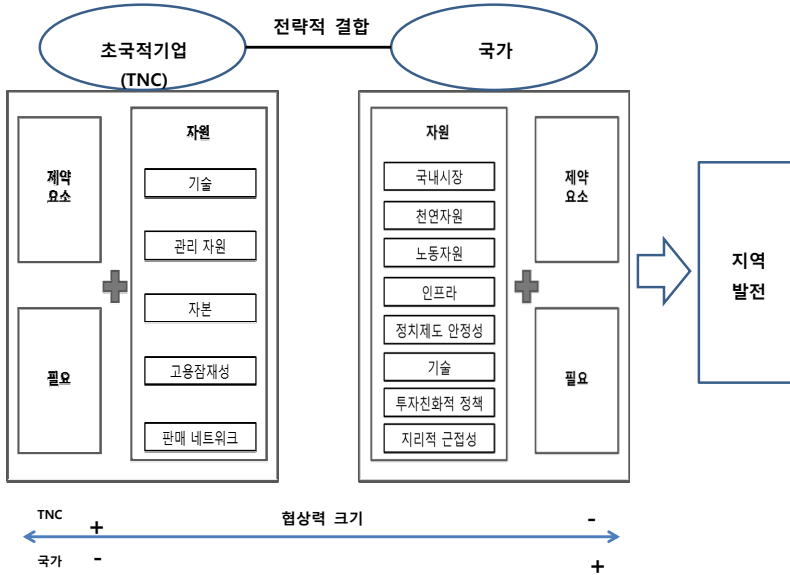 전략적 결합
초국적기업
(TNC)
국가
제약
요소
필요
자원
기술
관리 자원
자본
고용잠재성
판매 네트워크
자원
국내시장
천연자원
노동자원
인프라
정치제도 안정성
기술
투자친화적 정책
지리적 근접성
제약
요소
필요
지역
발전
TNC + 협상력 크기 -
국가 - +